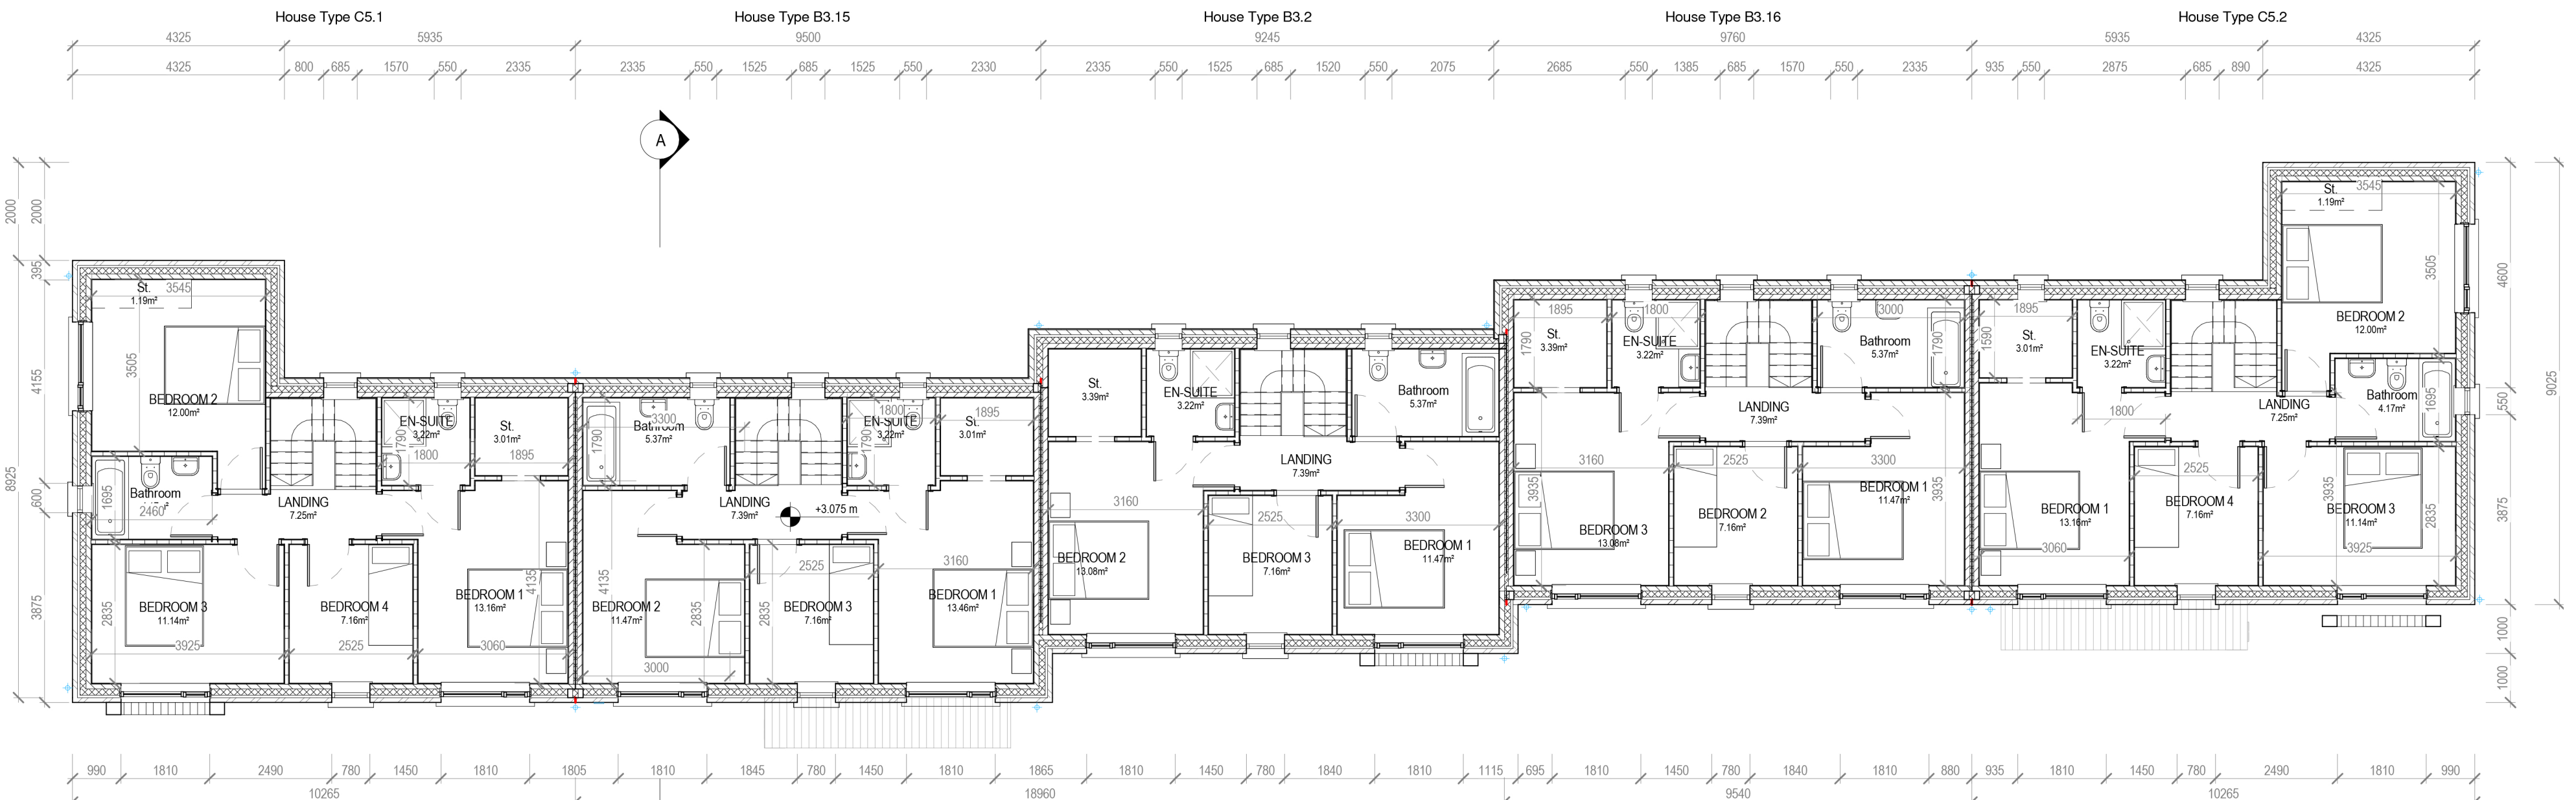 House Type C5.1 House Type B3.15 House Type B3.2 House Type B3.16 House Type C5.2
4325 5935 9500 9245 9760 5935 4325
4325 800 685 1570 550 2335 2335 550 1525 685 1525 550 2330 2335 550 1525 685 1520 550 2075 2685 550 1385 685 1570 550 2335 935 550 2875 685 890 4325
A
2000 2000 395 4155 8925 600 3875
St.
1.19m²
3545
3505
BEDROOM 2
12.00m²
Bathroom
1695
2460
LANDING
7.25m²
EN-SUITE
3.22m²
1790
1800
St.
3.01m²
1895
BEDROOM 3
11.14m²
2835
3925
BEDROOM 4
7.16m²
2525
BEDROOM 1
13.16m²
4135
3060
Bathroom
5.37m²
3300
1790
LANDING
7.39m²
+3.075 m
EN-SUITE
3.22m²
1800
1790
St.
3.01m²
1895
BEDROOM 2
11.47m²
4135
2835
3000
BEDROOM 3
7.16m²
2525
2835
BEDROOM 1
13.46m²
3160
St.
3.39m²
EN-SUITE
3.22m²
Bathroom
5.37m²
LANDING
7.39m²
3160
BEDROOM 2
13.08m²
2525
BEDROOM 3
7.16m²
3300
BEDROOM 1
11.47m²
1895
St.
3.39m²
1790
1800
EN-SUITE
3.22m²
3000
Bathroom
5.37m²
1790
LANDING
7.39m²
3160
3935
BEDROOM 3
13.08m²
2525
BEDROOM 2
7.16m²
3300
BEDROOM 1
11.47m²
3935
1895
St.
3.01m²
1590
EN-SUITE
3.22m²
1800
LANDING
7.25m²
St.
1.19m²
3545
3505
BEDROOM 2
12.00m²
Bathroom
4.17m²
1695
BEDROOM 1
13.16m²
3060
2525
BEDROOM 4
7.16m²
3935
BEDROOM 3
11.14m²
2835
3925
4600 550 3875 1000 1000 9025
990 1810 2490 780 1450 1810 1805 1810 1845 780 1450 1810 1865 1810 1450 780 1840 1810 1115 695 1810 1450 780 1840 1810 880 935 1810 1450 780 2490 1810 990
10265 18960 9540 10265